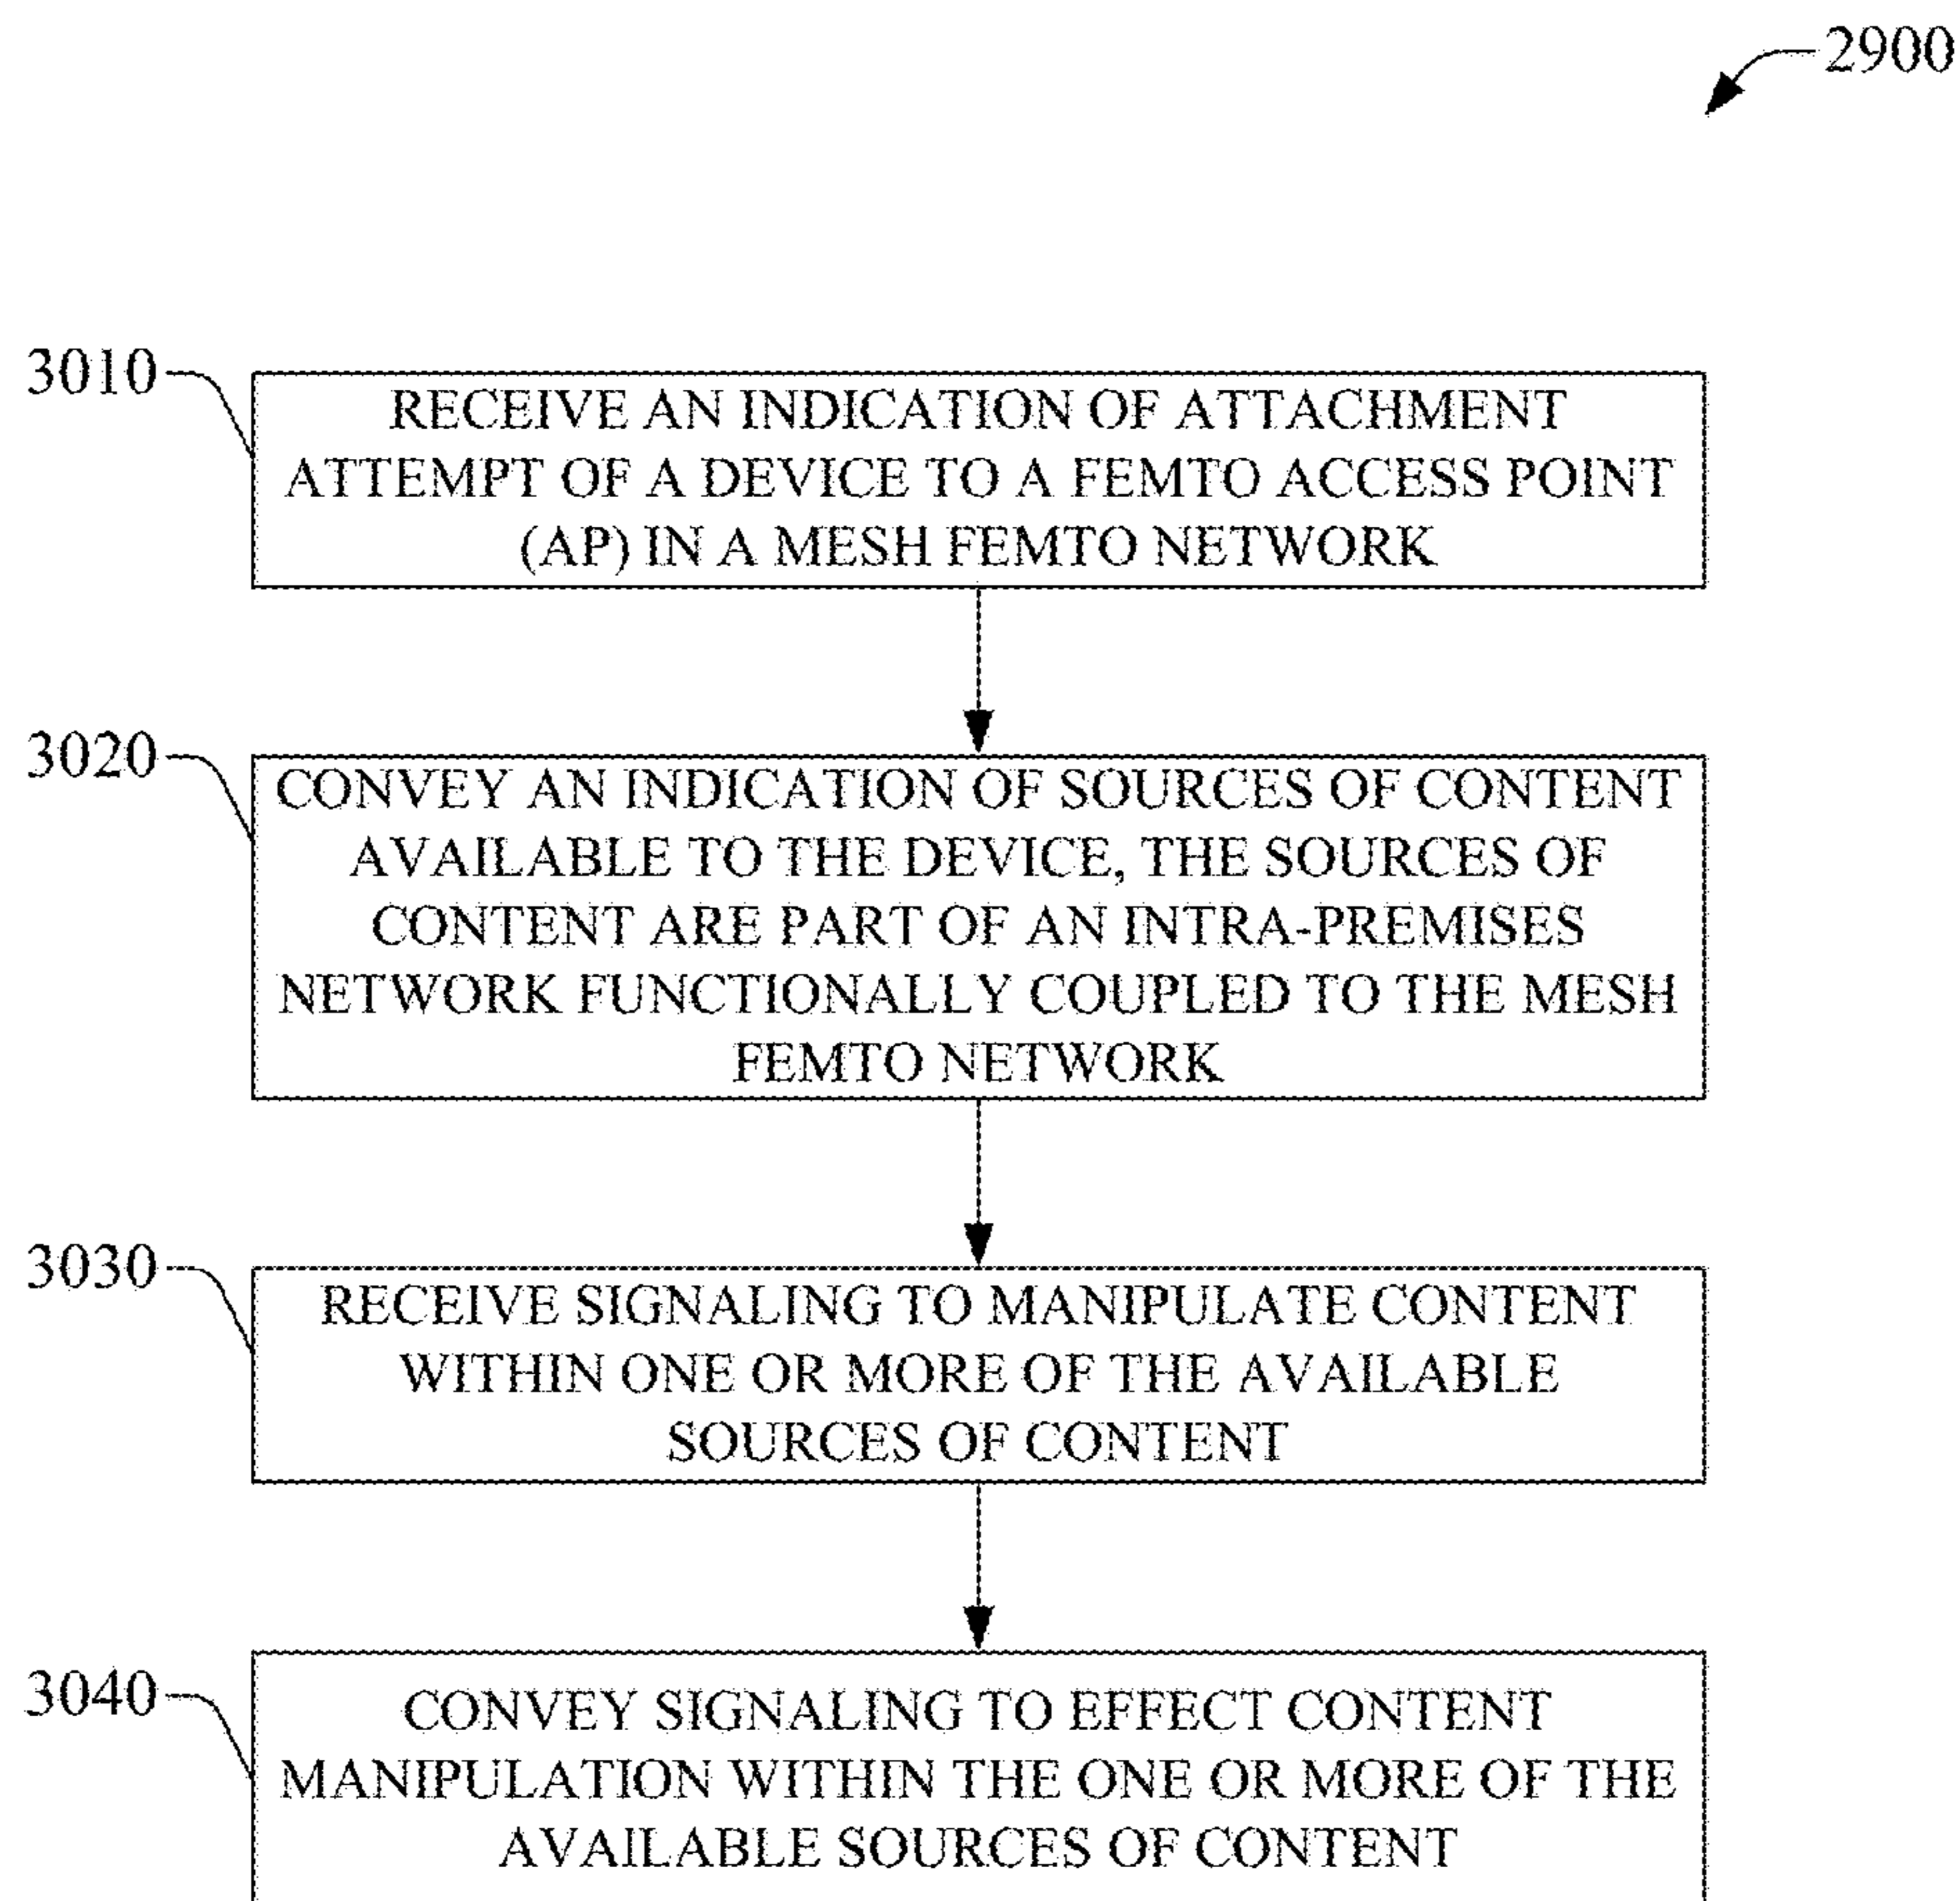 2900
3010
RECEIVE AN INDICATION OF ATTACHMENT
ATTEMPT OF A DEVICE TO A FEMTO ACCESS POINT
(AP) IN A MESH FEMTO NETWORK
3020
CONVEY AN INDICATION OF SOURCES OF CONTENT
AVAILABLE TO THE DEVICE, THE SOURCES OF
CONTENT ARE PART OF AN INTRA-PREMISES
NETWORK FUNCTIONALLY COUPLED TO THE MESH
FEMTO NETWORK
3030
RECEIVE SIGNALING TO MANIPULATE CONTENT
WITHIN ONE OR MORE OF THE AVAILABLE
SOURCES OF CONTENT
3040
CONVEY SIGNALING TO EFFECT CONTENT
MANIPULATION WITHIN THE ONE OR MORE OF THE
AVAILABLE SOURCES OF CONTENT